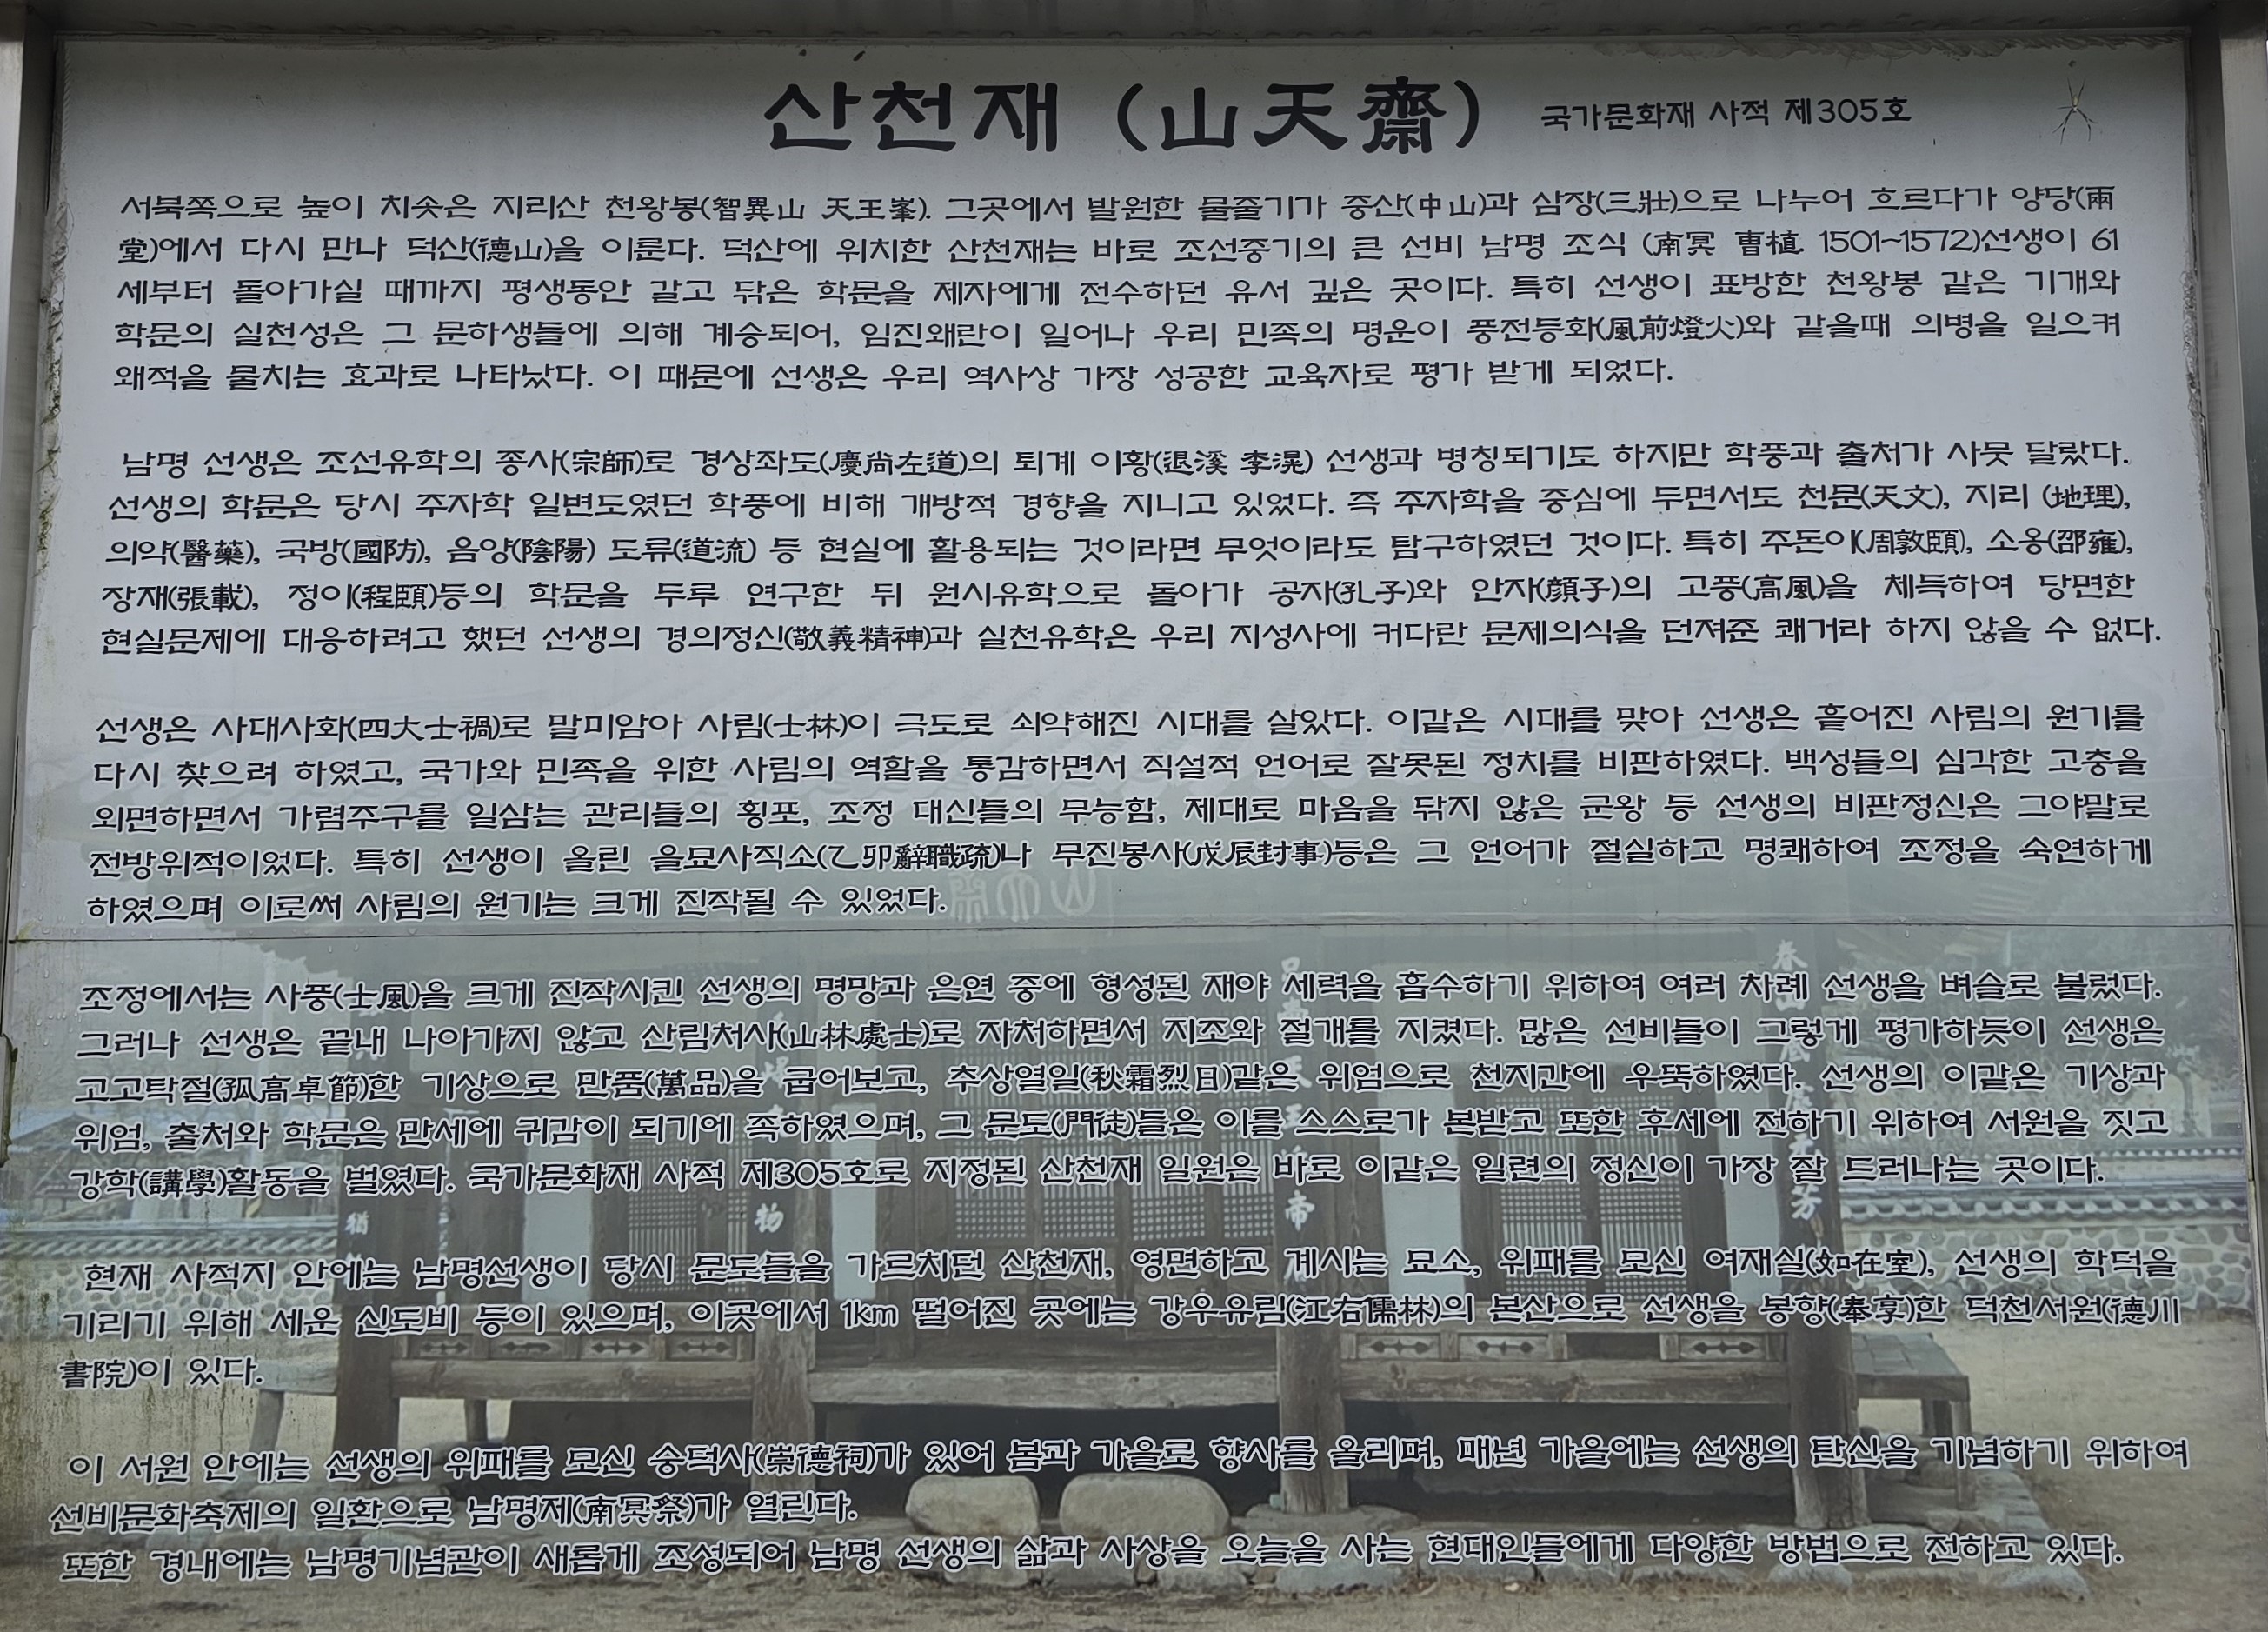 산천재 (山天齋) 국가문화재 사적 제305호
서북쪽으로 높이 치솟은 지리산 천왕봉(智異山 天王峯). 그곳에서 발원한 물줄기가 중산(中山)과 삼장(三壯)으로 나누어 흐르다가 양당(兩
堂)에서 다시 만나 덕산(德山)을 이룬다. 덕산에 위치한 산천재는 바로 조선중기의 큰 선비 남명 조식 (南冥 曺植. 1501~1572)선생이 61
세부터 돌아가실 때까지 평생동안 갈고 닦은 학문을 제자에게 전수하던 유서 깊은 곳이다. 특히 선생이 표방한 천왕봉 같은 기개와
학문의 실천성은 그 문하생들에 의해 계승되어, 임진왜란이 일어나 우리 민족의 명운이 풍전등화(風前燈火)와 같을때 의병을 일으켜
왜적을 물치는 효과로 나타났다. 이 때문에 선생은 우리 역사상 가장 성공한 교육자로 평가 받게 되었다.
남명 선생은 조선유학의 종사(宗師)로 경상좌도(慶尙左道)의 퇴계 이황(退溪 李滉) 선생과 병칭되기도 하지만 학풍과 출처가 사뭇 달랐다.
선생의 학문은 당시 주자학 일변도였던 학풍에 비해 개방적 경향을 지니고 있었다. 즉 주자학을 중심에 두면서도 천문(天文), 지리 (地理),
의약(醫藥), 국방(國防), 음양(陰陽) 도류(道流) 등 현실에 활용되는 것이라면 무엇이라도 탐구하였던 것이다. 특히 주돈이(周敦頤), 소옹(邵雍),
장재(張載), 정이(程頤)등의 학문을 두루 연구한 뒤 원시유학으로 돌아가 공자(孔子)와 안자(顔子)의 고풍(高風)을 체득하여 당면한
현실문제에 대응하려고 했던 선생의 경의정신(敬義精神)과 실천유학은 우리 지성사에 커다란 문제의식을 던져준 쾌거라 하지 않을 수 없다.
선생은 사대사화(四大士禍)로 말미암아 사림(士林)이 극도로 쇠약해진 시대를 살았다. 이같은 시대를 맞아 선생은 흩어진 사림의 원기를
다시 찾으려 하였고, 국가와 민족을 위한 사림의 역할을 통감하면서 직설적 언어로 잘못된 정치를 비판하였다. 백성들의 심각한 고충을
외면하면서 가렴주구를 일삼는 관리들의 횡포, 조정 대신들의 무능함, 제대로 마음을 닦지 않은 군왕 등 선생의 비판정신은 그야말로
전방위적이었다. 특히 선생이 올린 을묘사직소(乙卯辭職疏)나 무진봉사(戊辰封事)등은 그 언어가 절실하고 명쾌하여 조정을 숙연하게
하였으며 이로써 사림의 원기는 크게 진작될 수 있었다.
조정에서는 사풍(士風)을 크게 진작시킨 선생의 명망과 은연 중에 형성된 재야 세력을 흡수하기 위하여 여러 차례 선생을 벼슬로 불렀다.
그러나 선생은 끝내 나아가지 않고 산림처사(山林處士)로 자처하면서 지조와 절개를 지켰다. 많은 선비들이 그렇게 평가하듯이 선생은
고고탁절(孤高卓節)한 기상으로 만품(萬品)을 굽어보고, 추상열일(秋霜烈日)같은 위엄으로 천지간에 우뚝하였다. 선생의 이같은 기상과
위엄, 출처와 학문은 만세에 귀감이 되기에 족하였으며, 그 문도(門徒)들은 이를 스스로가 본받고 또한 후세에 전하기 위하여 서원을 짓고
강학(講學)활동을 벌였다. 국가문화재 사적 제305호로 지정된 산천재 일원은 바로 이같은 일련의 정신이 가장 잘 드러나는 곳이다.
현재 사적지 안에는 남명선생이 당시 문도들을 가르치던 산천재, 영면하고 계시는 묘소, 위패를 모신 여재실(如在室), 선생의 학덕을
기리기 위해 세운 신도비 등이 있으며, 이곳에서 1km 떨어진 곳에는 강우유림(江右儒林)의 본산으로 선생을 봉향(奉享)한 덕천서원(德川
書院)이 있다.
이 서원 안에는 선생의 위패를 모신 숭덕사(崇德祠)가 있어 봄과 가을로 향사를 올리며, 매년 가을에는 선생의 탄신을 기념하기 위하여
선비문화축제의 일환으로 남명제(南冥祭)가 열린다.
또한 경내에는 남명기념관이 새롭게 조성되어 남명 선생의 삶과 사상을 오늘을 사는 현대인들에게 다양한 방법으로 전하고 있다.